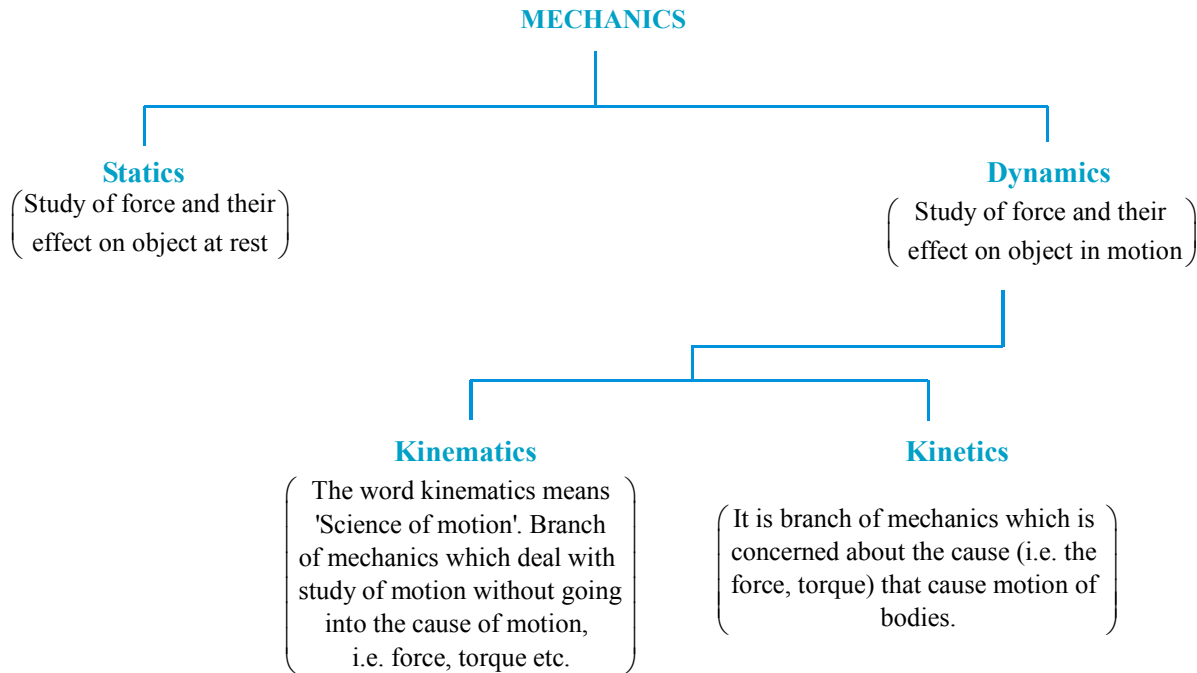 MECHANICS
Statics
Study of force and their
effect on object at rest
Dynamics
Study of force and their
effect on object in motion
Kinematics
The word kinematics means
'Science of motion'. Branch
of mechanics which deal with
study of motion without going
into the cause of motion,
i.e. force, torque etc.
Kinetics
It is branch of mechanics which is
concerned about the cause (i.e. the
force, torque) that cause motion of
bodies.